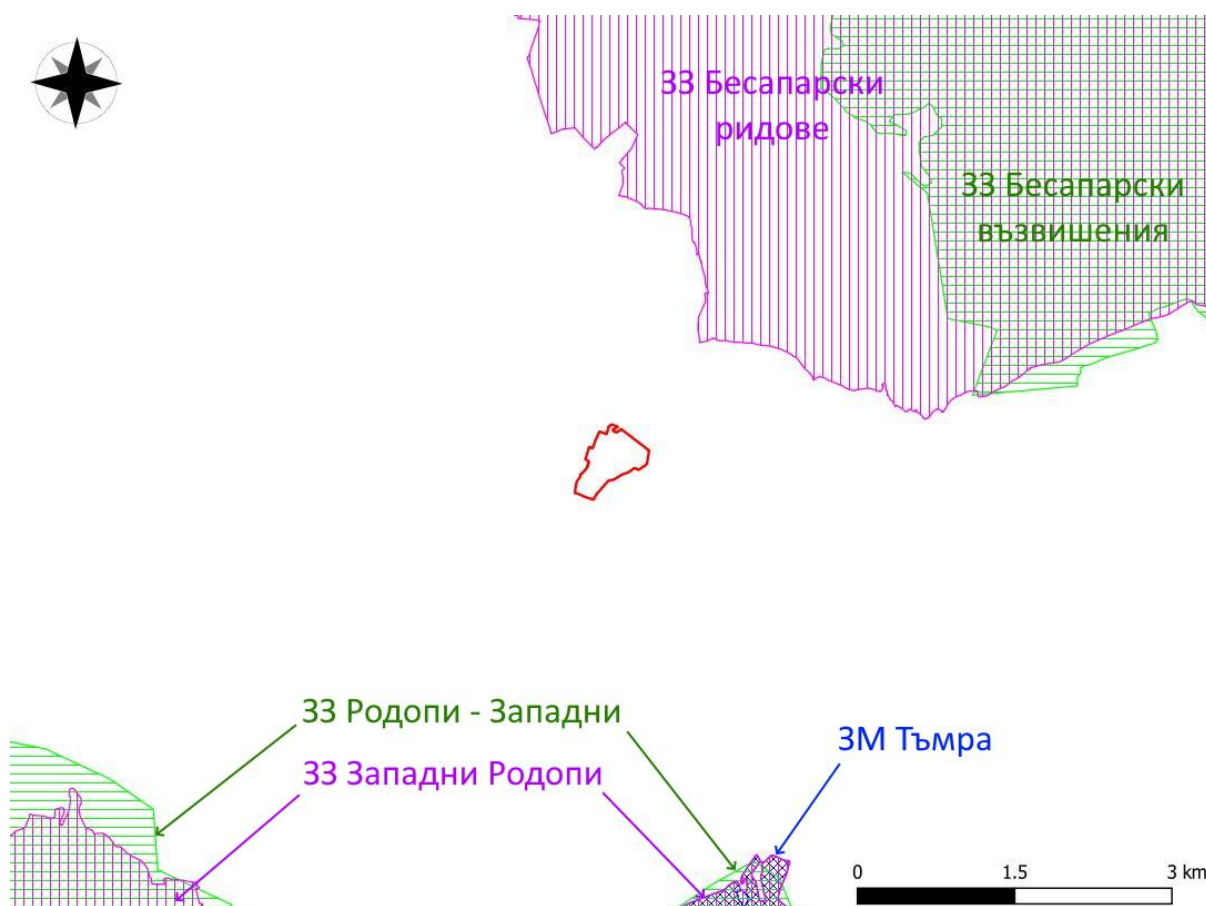 ЗЗ Бесапарски
ридове
ЗЗ Бесапарски
възвишения
ЗЗ Родопи - Западни
ЗМ Тъмра
ЗЗ Западни Родопи
0 1.5 3 km